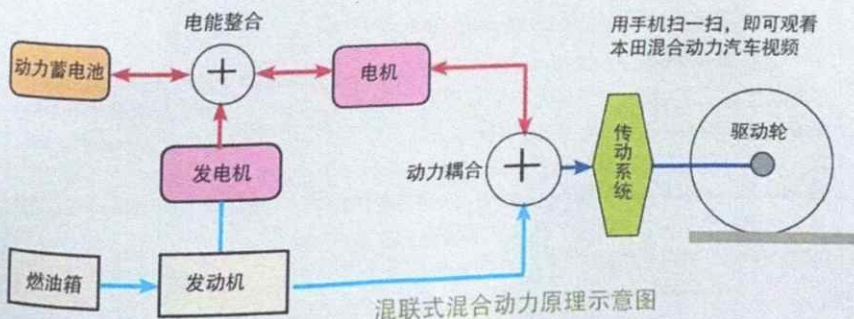 电能整合
用手机扫一扫，即可观看
本田混合动力汽车视频
动力蓄电池
+
电机
发电机
动力耦合
+
传动系统
驱动轮
燃油箱
发动机
混联式混合动力原理示意图